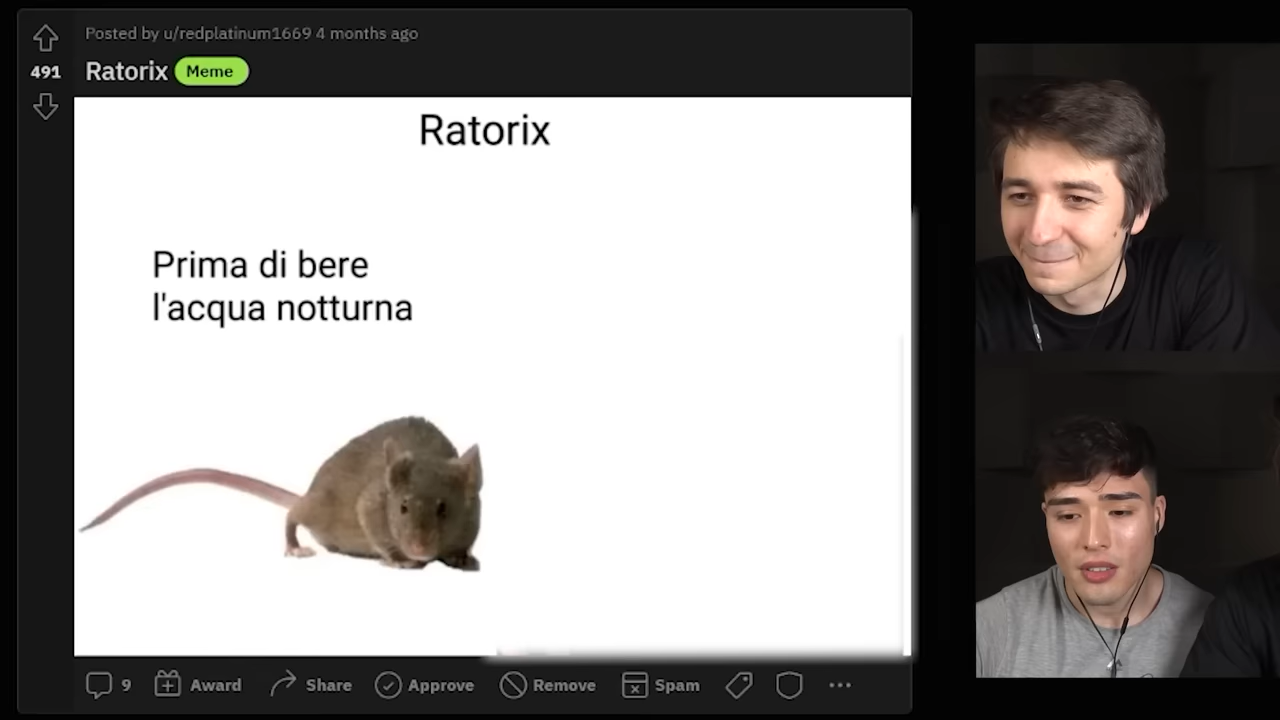 Posted by u/redplatinum1669 4 months ago
491
Ratorix Meme
Ratorix
Prima di bere
l'acqua notturna
9 Award Share Approve Remove Spam